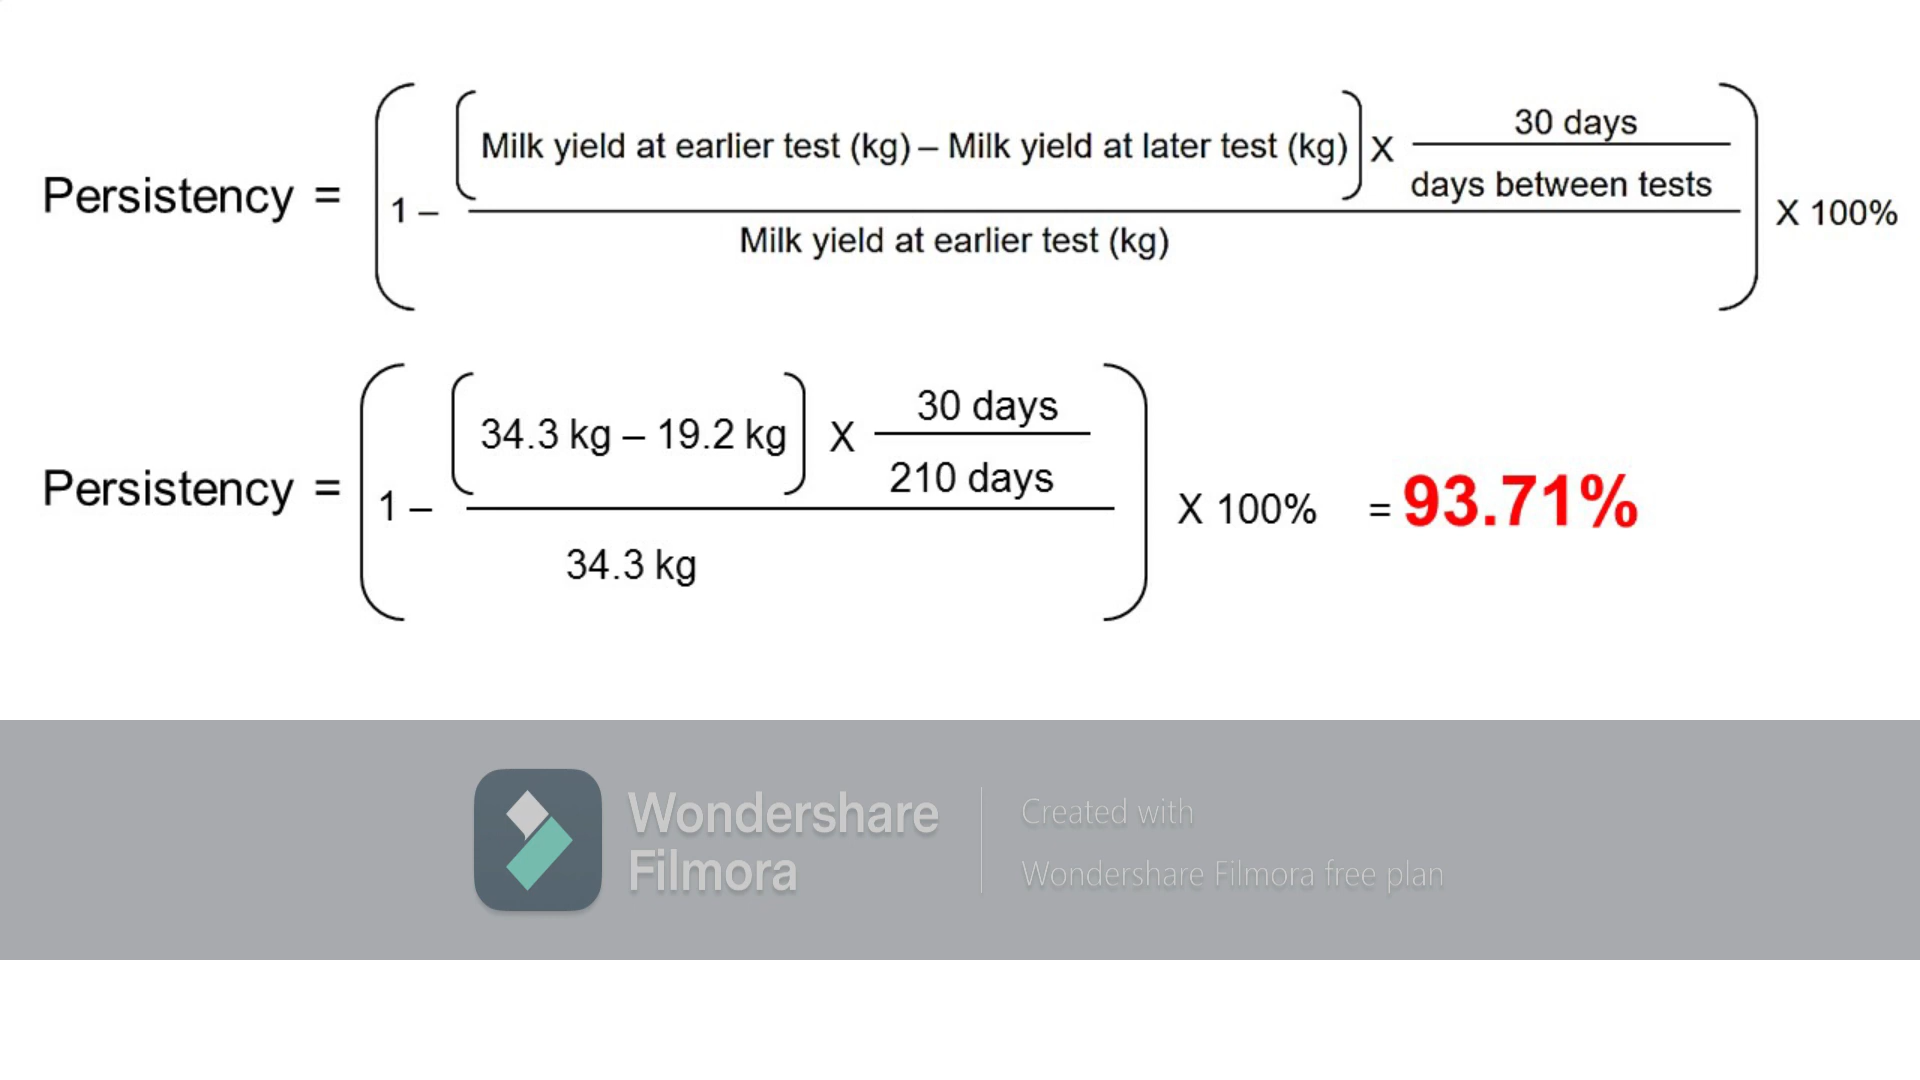 Persistency = ( 1 – ( Milk yield at earlier test (kg) – Milk yield at later test (kg) ) X 30 days
days between tests
Milk yield at earlier test (kg) ) X 100%
Persistency = ( 1 – ( 34.3 kg – 19.2 kg ) X 30 days
210 days
34.3 kg ) X 100% = 93.71%
Wondershare
Filmora
Created with
Wondershare Filmora free plan